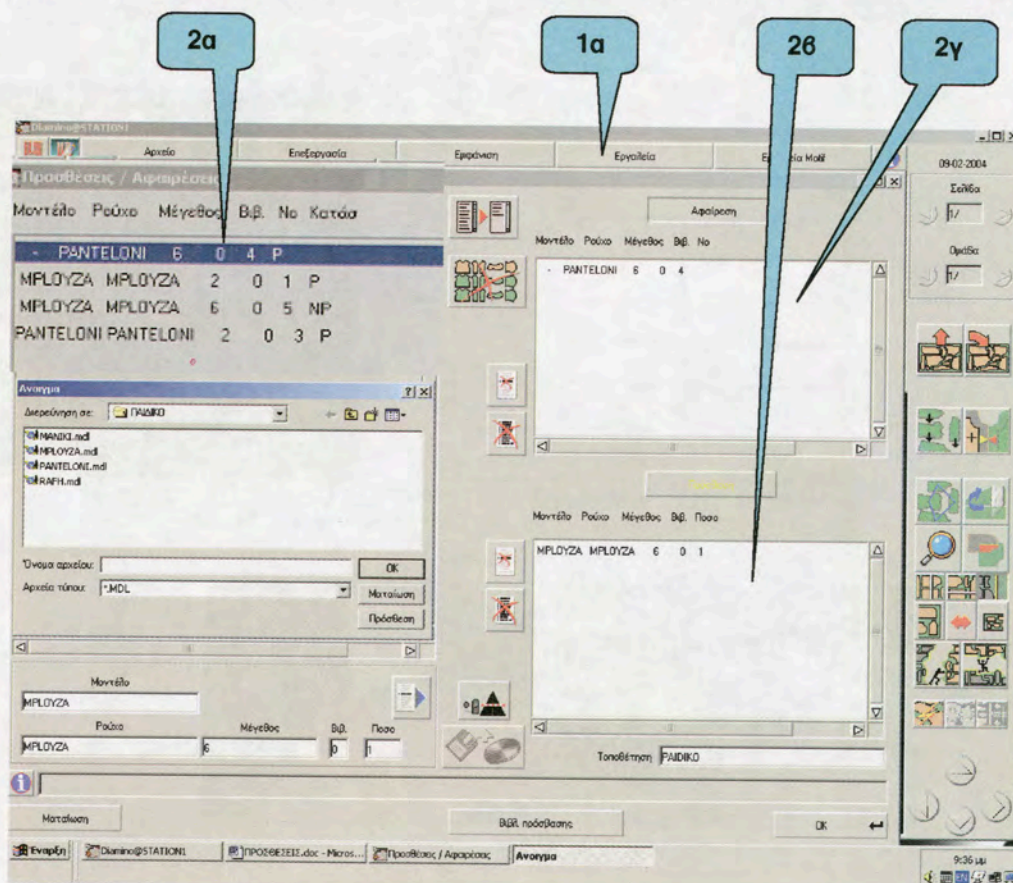 2α
1α
2β
2γ
Diamino@STATION1
Αρχείο
Επεξεργασία
Εμφάνιση
Εργαλεία
Εργαλεία Motif
09-02-2004
Προσθέσεις / Αφαιρέσεις
Μοντέλο Ρούχο Μέγεθος Βιβ. Νο Κατάσ
- PANTELONI 6 0 4 P
MPLOYZA MPLOYZA 2 0 1 P
MPLOYZA MPLOYZA 6 0 5 NP
PANTELONI PANTELONI 2 0 3 P
Άνοιγμα
Διερεύνηση σε:
ΠΑΙΔΙΚΟ
MANIKI.mdl
MPLOYZA.mdl
PANTELONI.mdl
RAFH.mdl
Όνομα αρχείου:
OK
Αρχεία τύπου:
*.MDL
Ματαίωση
Πρόσθεση
Μοντέλο
MPLOYZA
Ρούχο Μέγεθος Βιβ. Ποσο
MPLOYZA 6 0 1
Αφαίρεση
Μοντέλο Ρούχο Μέγεθος Βιβ. Νο
- PANTELONI 6 0 4
Μοντέλο Ρούχο Μέγεθος Βιβ. Ποσο
MPLOYZA MPLOYZA 6 0 1
Τοποθέτηση PAIDIKO
Σελίδα
1/
Ομάδα
1/
Ματαίωση
Βιβλ. πρόσβασης
OK
Έναρξη
Diamino@STATION1
ΠΡΟΣΘΕΣΕΙΣ.doc - Micros...
Προσθέσεις / Αφαιρέσεις
Άνοιγμα
9:36 μμ
EN